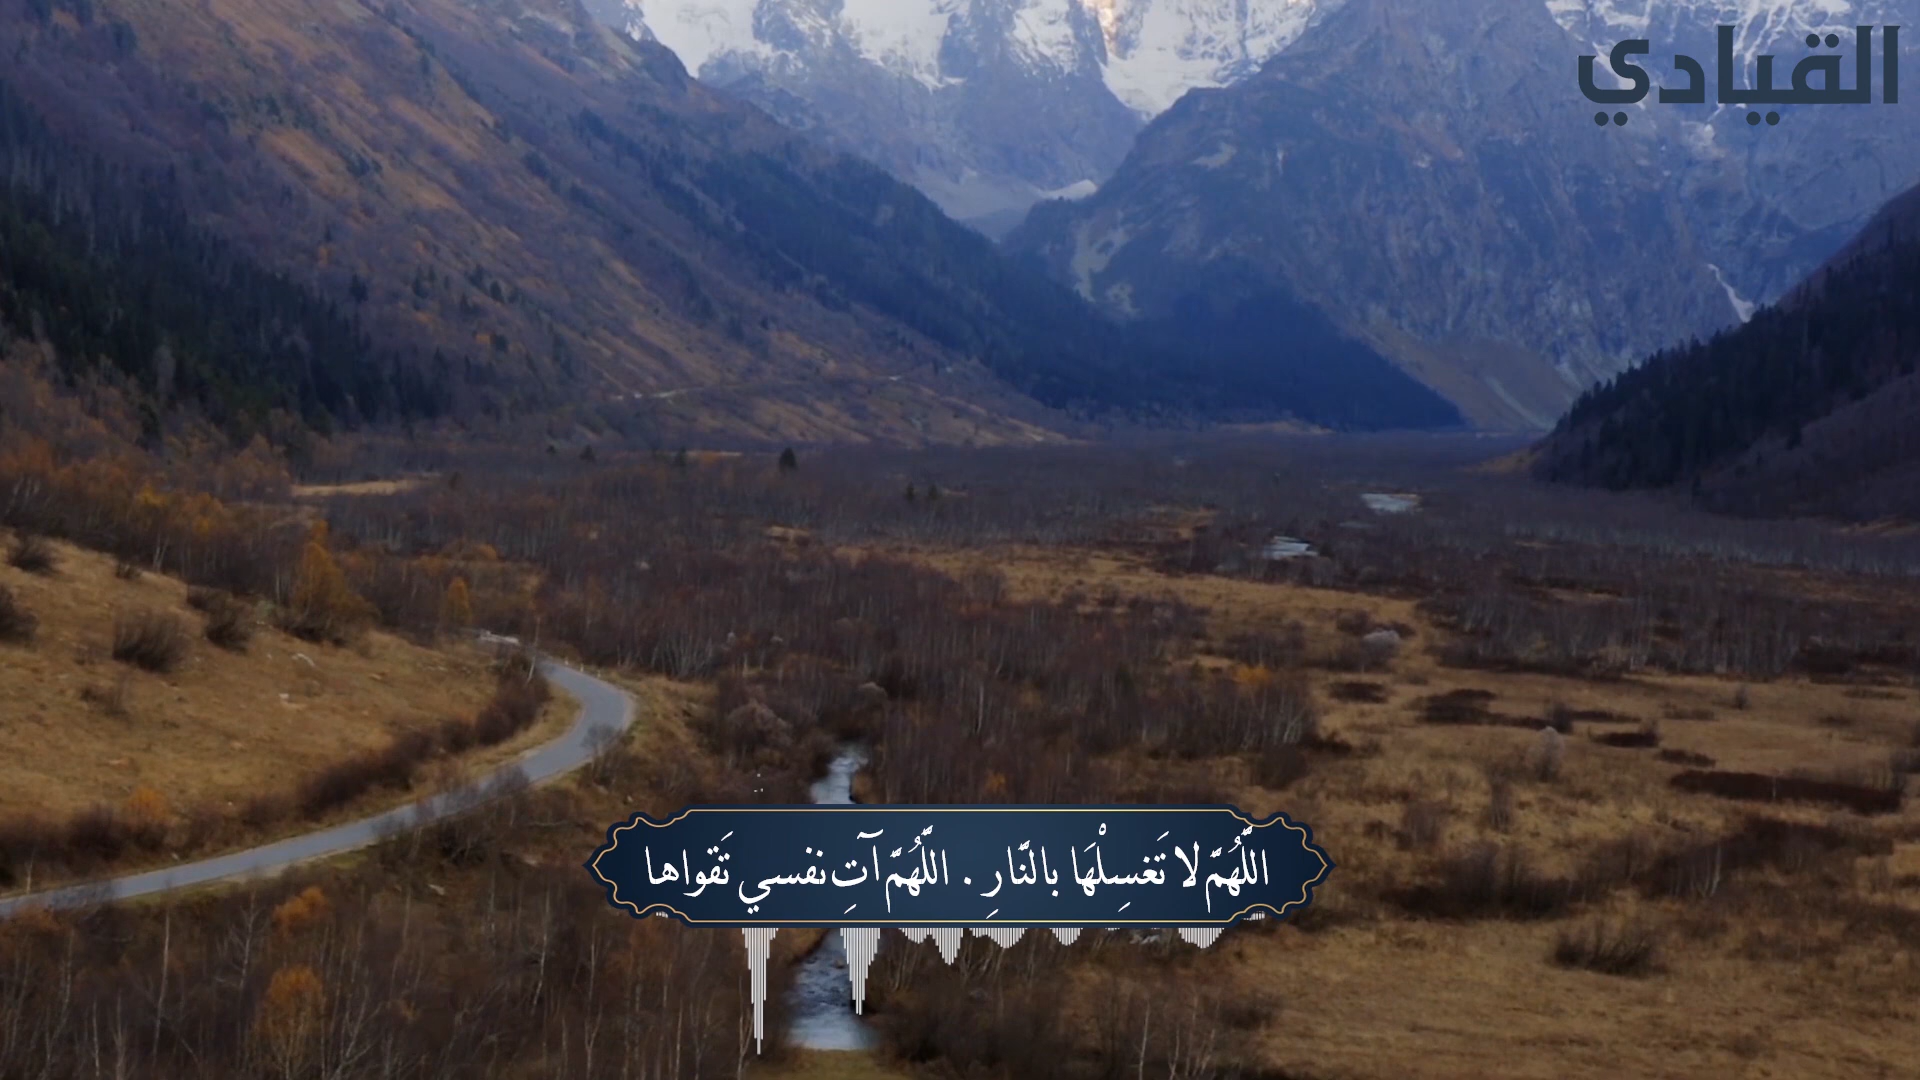 القيادي
اللَّهُمّ لا تَغسِلْهَا بالنَّارِ . اللَّهُمّ آتِ نفسي تَقواها